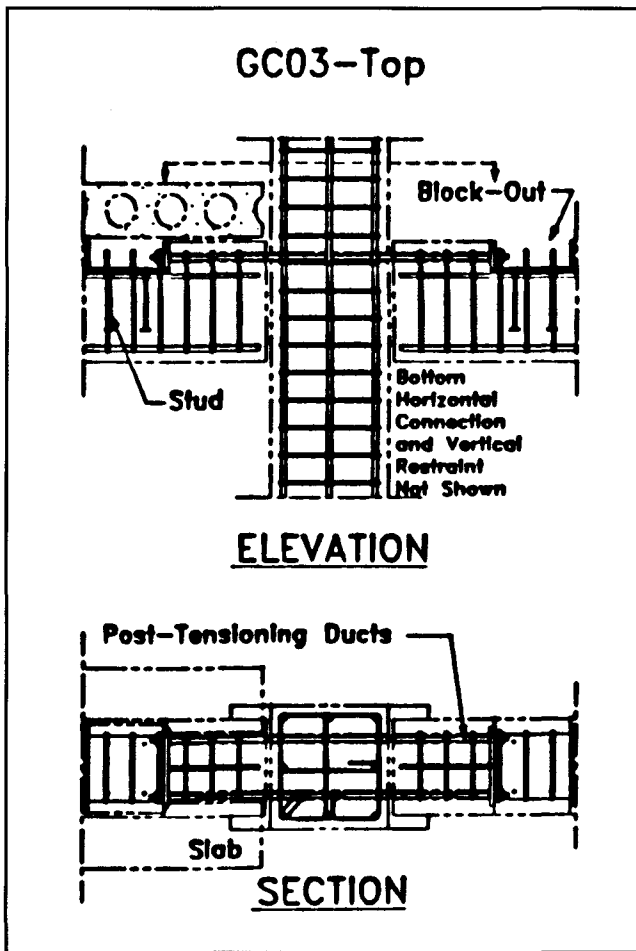 GC03-Top
Block-Out
Stud
Bottom
Horizontal
Connection
and Vertical
Restraint
Not Shown
ELEVATION
Post-Tensioning Ducts
Slab
SECTION